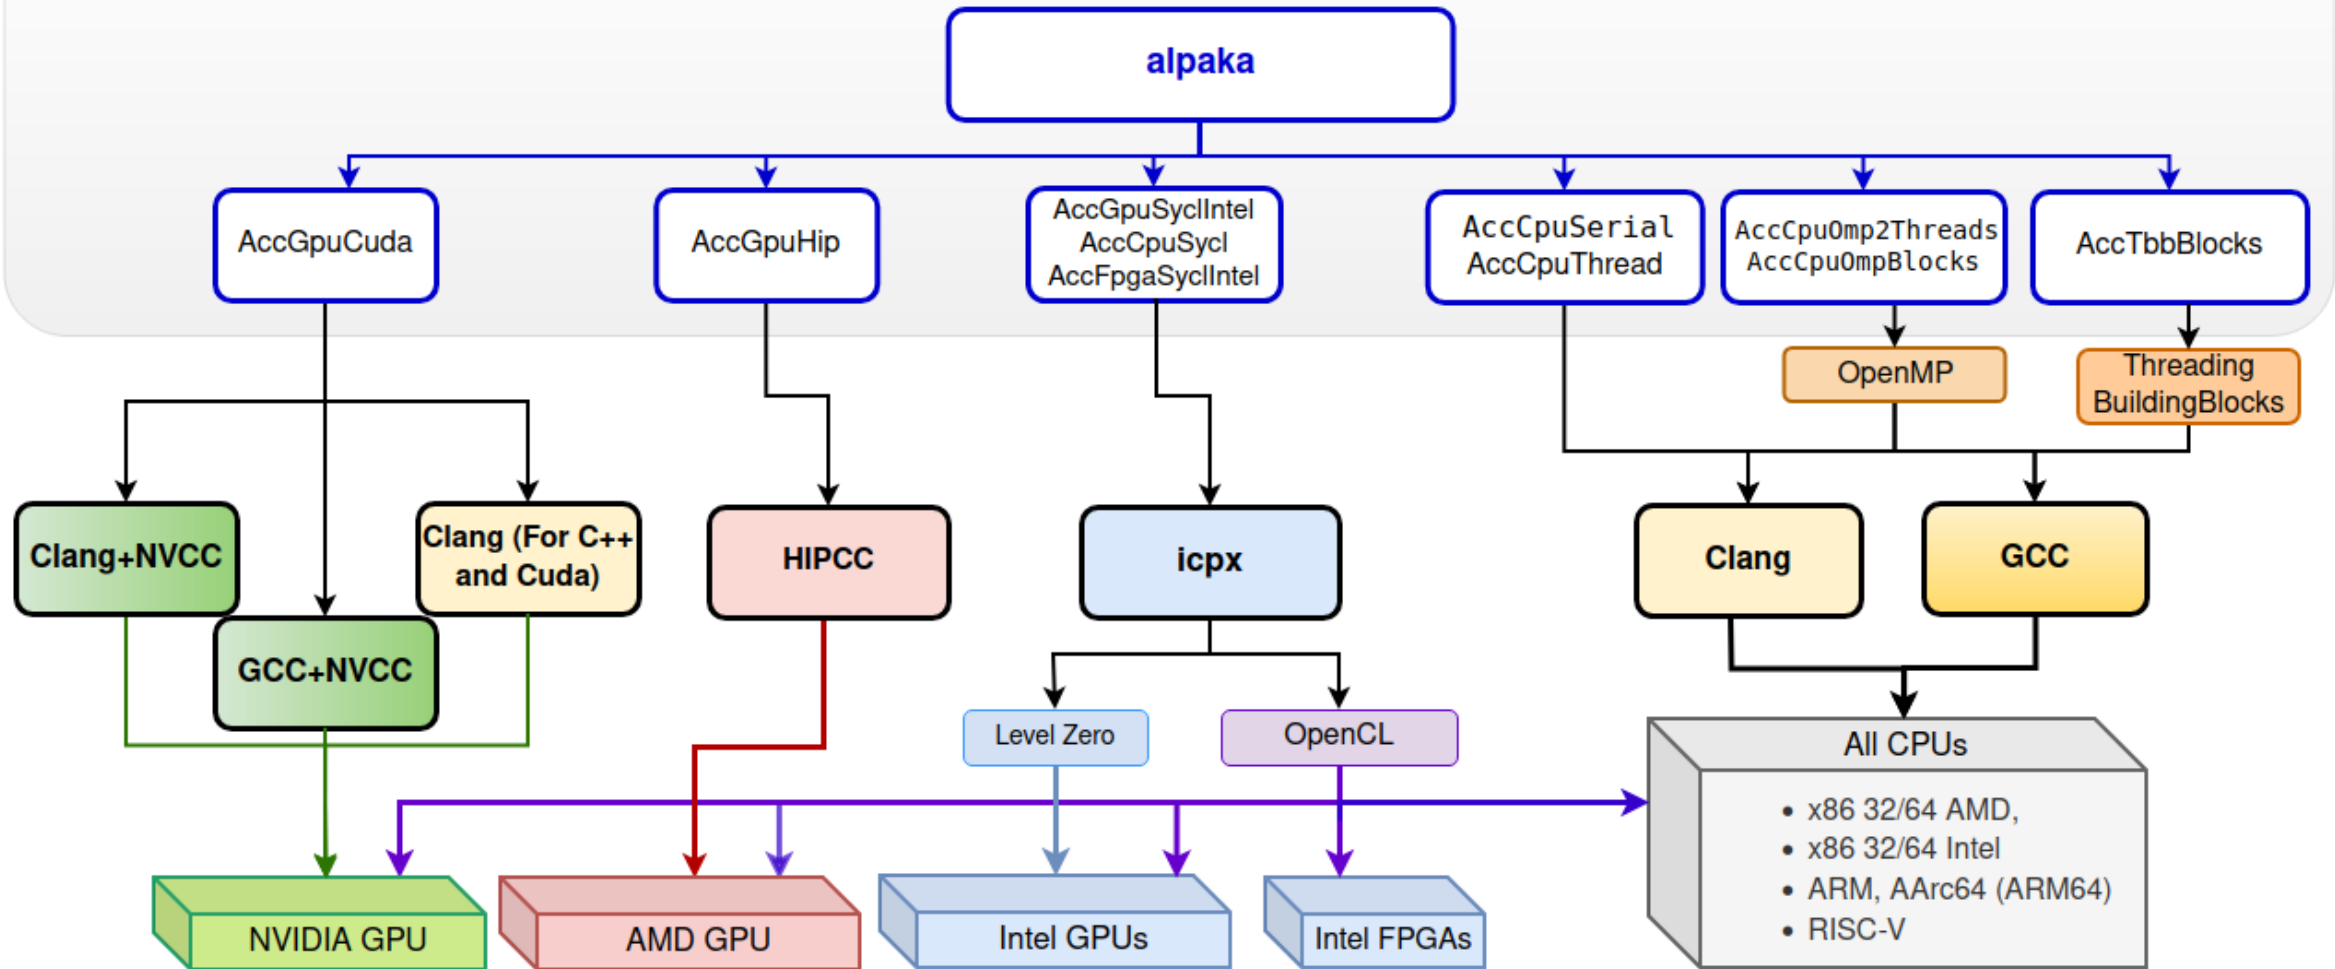 alpaka
AccGpuCuda
AccGpuHip
AccGpuSyclIntel
AccCpuSycl
AccFpgaSyclIntel
AccCpuSerial
AccCpuThread
AccCpuOmp2Threads
AccCpuOmpBlocks
AccTbbBlocks
OpenMP
Threading
BuildingBlocks
Clang+NVCC
GCC+NVCC
Clang (For C++
and Cuda)
HIPCC
icpx
Clang
GCC
Level Zero
OpenCL
All CPUs
• x86 32/64 AMD,
• x86 32/64 Intel
• ARM, AArc64 (ARM64)
• RISC-V
NVIDIA GPU
AMD GPU
Intel GPUs
Intel FPGAs